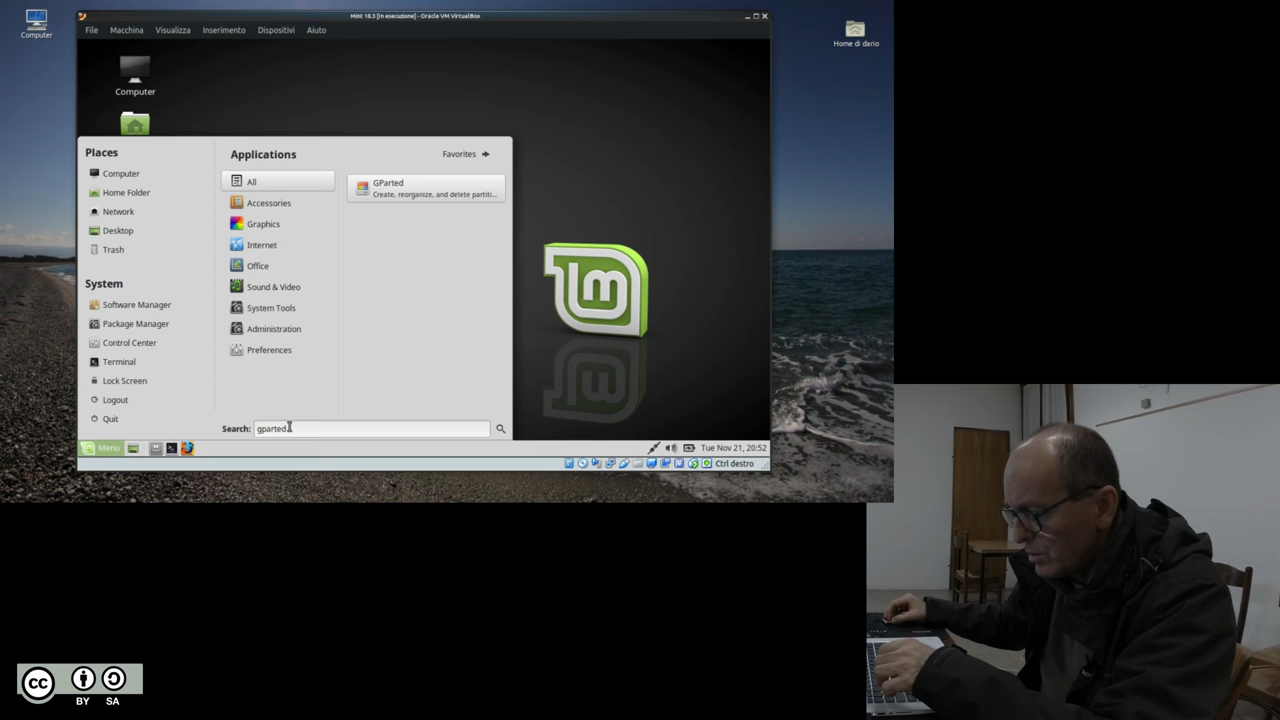 Mint 18.3 [In esecuzione] - Oracle VM VirtualBox
File Macchina Visualizza Inserimento Dispositivi Aiuto
Computer
Home di dario
Computer
Places
Computer
Home Folder
Network
Desktop
Trash
System
Software Manager
Package Manager
Control Center
Terminal
Lock Screen
Logout
Quit
Applications
Favorites
All
Accessories
Graphics
Internet
Office
Sound & Video
System Tools
Administration
Preferences
GParted
Create, reorganize, and delete partiti...
Search: gparted
Menu
Tue Nov 21, 20:52
Ctrl destro
cc
BY SA